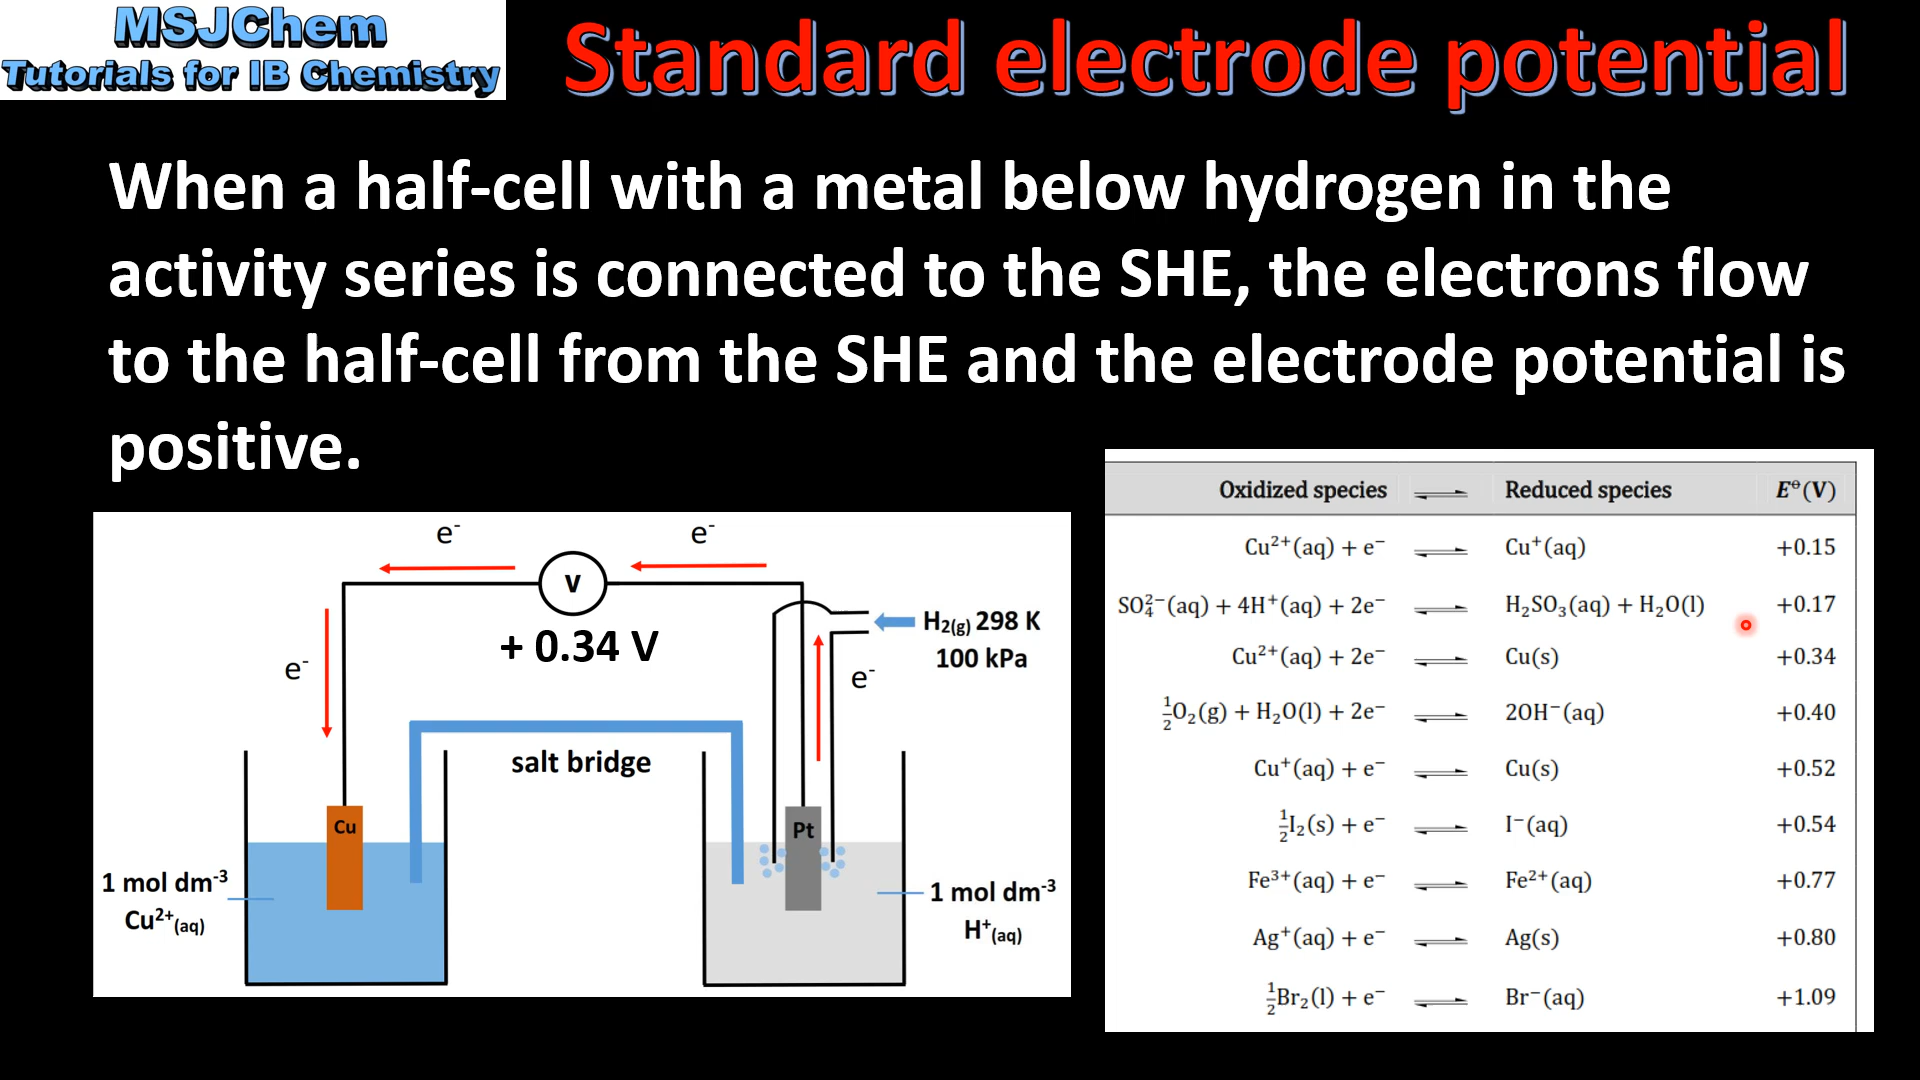 MSJChem
Tutorials for IB Chemistry
Standard electrode potential
When a half-cell with a metal below hydrogen in the
activity series is connected to the SHE, the electrons flow
to the half-cell from the SHE and the electrode potential is
positive.
e⁻ e⁻
V
+ 0.34 V
e⁻
e⁻
H₂₍g₎ 298 K
100 kPa
salt bridge
Cu
Pt
1 mol dm⁻³
Cu²⁺(aq)
1 mol dm⁻³
H⁺(aq)
Oxidized species ⇌ Reduced species E⦵(V)
Cu²⁺(aq) + e⁻ ⇌ Cu⁺(aq) +0.15
SO₄²⁻(aq) + 4H⁺(aq) + 2e⁻ ⇌ H₂SO₃(aq) + H₂O(l) +0.17
Cu²⁺(aq) + 2e⁻ ⇌ Cu(s) +0.34
½O₂(g) + H₂O(l) + 2e⁻ ⇌ 2OH⁻(aq) +0.40
Cu⁺(aq) + e⁻ ⇌ Cu(s) +0.52
½I₂(s) + e⁻ ⇌ I⁻(aq) +0.54
Fe³⁺(aq) + e⁻ ⇌ Fe²⁺(aq) +0.77
Ag⁺(aq) + e⁻ ⇌ Ag(s) +0.80
½Br₂(l) + e⁻ ⇌ Br⁻(aq) +1.09